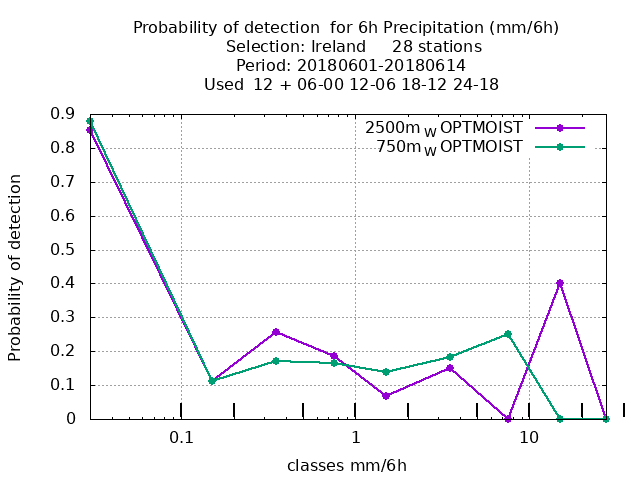 Probability of detection  for 6h Precipitation (mm/6h)
Selection: Ireland     28 stations
Period: 20180601-20180614
Used  12 + 06-00 12-06 18-12 24-18
2500m W OPTMOIST
750m W OPTMOIST
Probability of detection
0.9
0.8
0.7
0.6
0.5
0.4
0.3
0.2
0.1
0
0.1 1 10
classes mm/6h